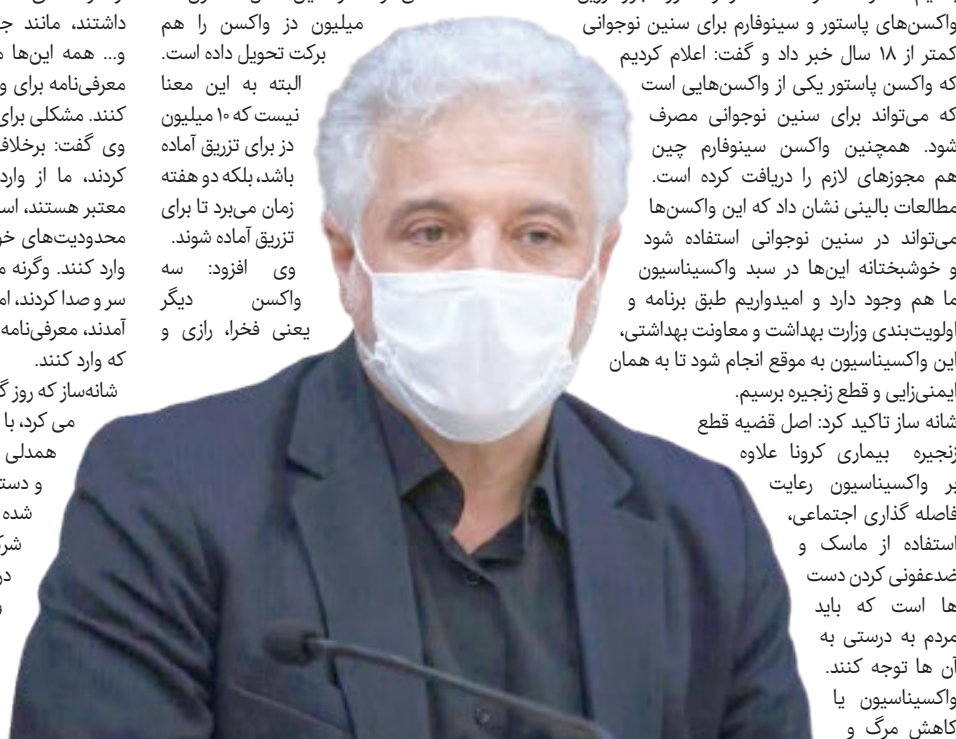 واکسن‌های پاستور و سینوفارم برای سنین نوجوانی
کمتر از ۱۸ سال خبر داد و گفت: اعلام کردیم
که واکسن پاستور یکی از واکسن‌هایی است
که می‌تواند برای سنین نوجوانی مصرف
شود. همچنین واکسن سینوفارم چین
هم مجوزهای لازم را دریافت کرده است.
مطالعات بالینی نشان داد که این واکسن‌ها
می‌تواند در سنین نوجوانی استفاده شود
و خوشبختانه این‌ها در سبد واکسیناسیون
ما هم وجود دارد و امیدواریم طبق برنامه و
اولویت‌بندی وزارت بهداشت و معاونت بهداشتی،
این واکسیناسیون به موقع انجام شود تا به همان
ایمنی‌زایی و قطع زنجیره برسیم.
شانه ساز تاکید کرد: اصل قضیه قطع
زنجیره بیماری کرونا علاوه
بر واکسیناسیون رعایت
فاصله گذاری اجتماعی،
استفاده از ماسک و
ضدعفونی کردن دست
ها است که باید
مردم به درستی به
آن ها توجه کنند.
واکسیناسیون یا
کاهش مرگ و
میلیون دز واکسن را هم
برکت تحویل داده است.
البته به این معنا
نیست که ۱۰ میلیون
دز برای تزریق آماده
باشد، بلکه دو هفته
زمان می‌برد تا برای
تزریق آماده شوند.
وی افزود: سه
واکسن دیگر
یعنی فخرا، رازی و
داشتند، مانند
و... همه این‌ها
معرفی‌نامه برای
کنند. مشکلی برای
وی گفت: برخلاف
کردند، ما از
معتبر هستند،
محدودیت‌های
وارد کنند. وگرنه
سر و صدا کردند،
آمدند، معرفی‌نامه
که وارد کنند.
شانه‌ساز که روز
می کرد، با
همدلی
و
شده